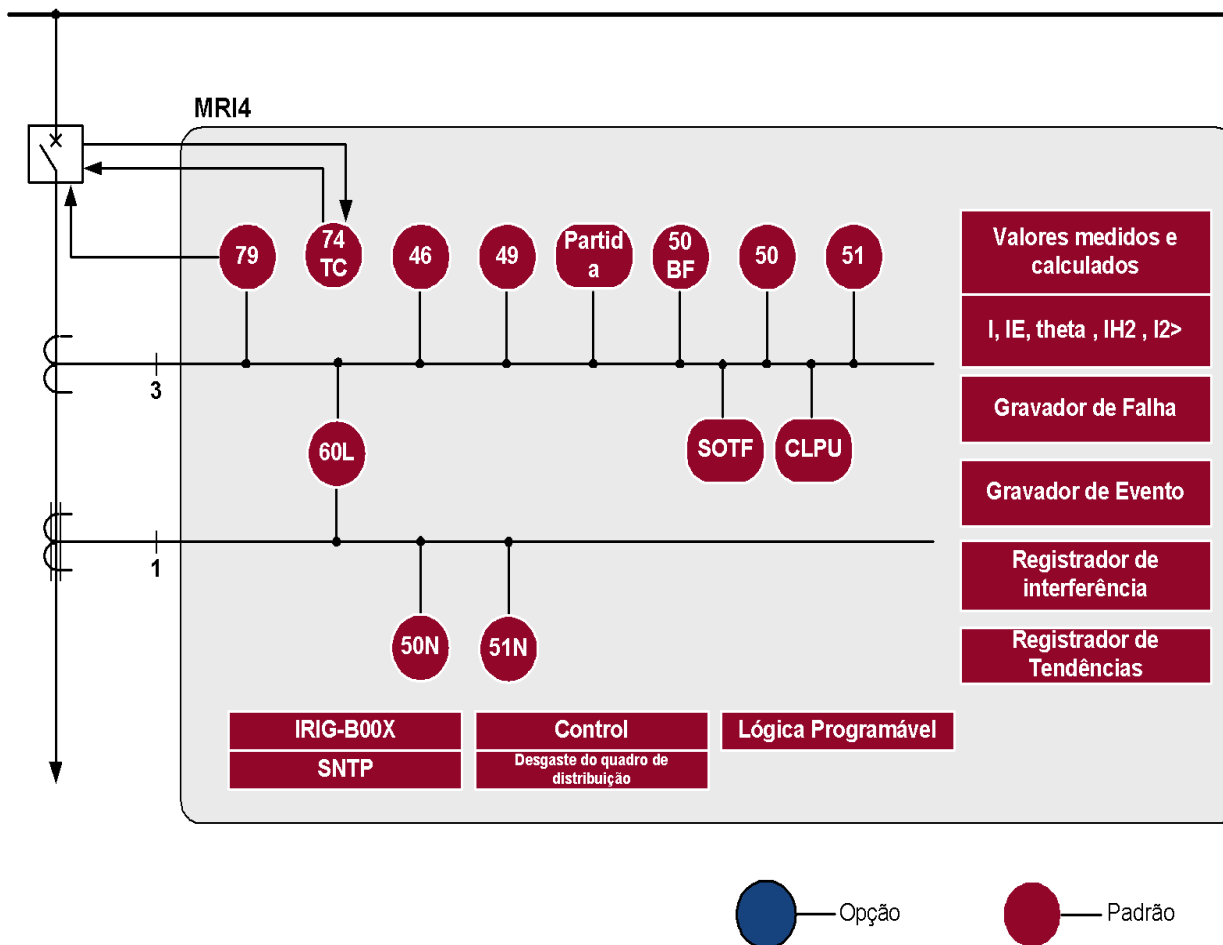 MRI4
79
74
TC
46
49
Partid
a
50
BF
50
51
Valores medidos e
calculados
I, IE, theta , IH2 , I2>
3
Gravador de Falha
60L
SOTF
CLPU
Gravador de Evento
1
Registrador de
interferência
50N
51N
Registrador de
Tendências
IRIG-B00X
Control
Lógica Programável
SNTP
Desgaste do quadro de
distribuição
Opção
Padrão